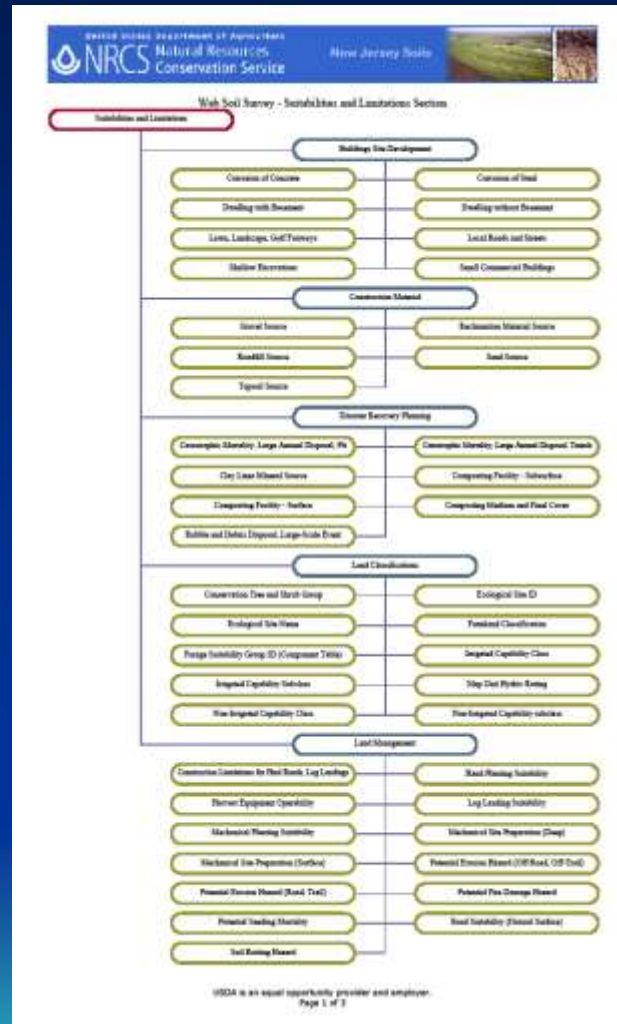 United States Department of Agriculture
NRCS Natural Resources Conservation Service
New Jersey Soils
Web Soil Survey - Suitabilities and Limitations Section
Suitabilities and Limitations
Buildings Site Development
Corrosion of Concrete
Corrosion of Steel
Dwelling with Basement
Dwelling without Basement
Lawn, Landscape, Golf Fairways
Local Roads and Streets
Shallow Excavations
Small Commercial Buildings
Construction Material
Gravel Source
Reclamation Material Source
Roadfill Source
Sand Source
Topsoil Source
Disaster Recovery Planning
Catastrophic Mortality, Large Animal Disposal, Pit
Catastrophic Mortality, Large Animal Disposal, Trench
Clay Liner Mineral Source
Composting Facility - Subsurface
Composting Facility - Surface
Composting Medium and Final Cover
Rubble and Debris Disposal, Large-Scale Event
Land Classifications
Conservation Tree and Shrub Group
Ecological Site ID
Ecological Site Name
Farmland Classification
Forage Suitability Group ID (Component Table)
Irrigated Capability Class
Irrigated Capability Subclass
Map Unit Hydric Rating
Non-Irrigated Capability Class
Non-Irrigated Capability subclass
Land Management
Construction Limitations for Haul Roads, Log Landings
Hand Planting Suitability
Harvest Equipment Operability
Log Landing Suitability
Mechanical Planting Suitability
Mechanical Site Preparation (Deep)
Mechanical Site Preparation (Surface)
Potential Erosion Hazard (Off-Road, Off-Trail)
Potential Erosion Hazard (Road, Trail)
Potential Fire Damage Hazard
Potential Seedling Mortality
Road Suitability (Natural Surface)
Soil Rutting Hazard
USDA is an equal opportunity provider and employer.
Page 1 of 3